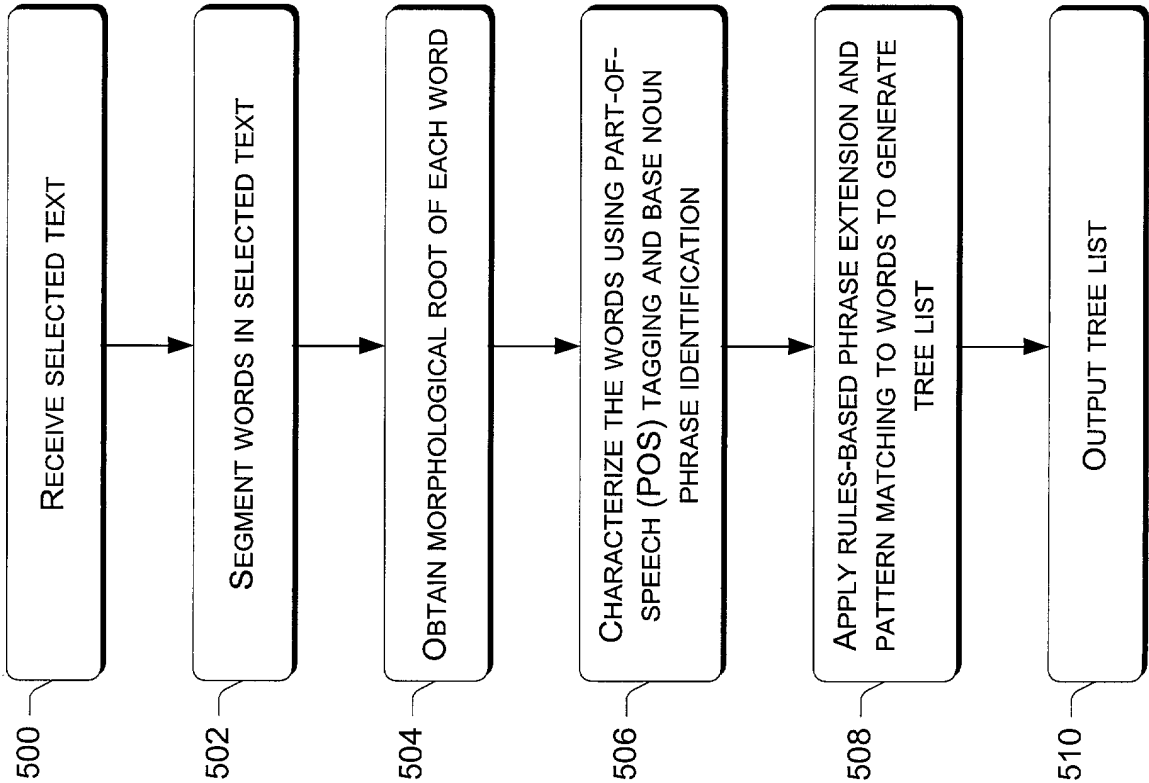 500
RECEIVE SELECTED TEXT
502
SEGMENT WORDS IN SELECTED TEXT
504
OBTAIN MORPHOLOGICAL ROOT OF EACH WORD
506
CHARACTERIZE THE WORDS USING PART-OF-
SPEECH (POS) TAGGING AND BASE NOUN
PHRASE IDENTIFICATION
508
APPLY RULES-BASED PHRASE EXTENSION AND
PATTERN MATCHING TO WORDS TO GENERATE
TREE LIST
510
OUTPUT TREE LIST